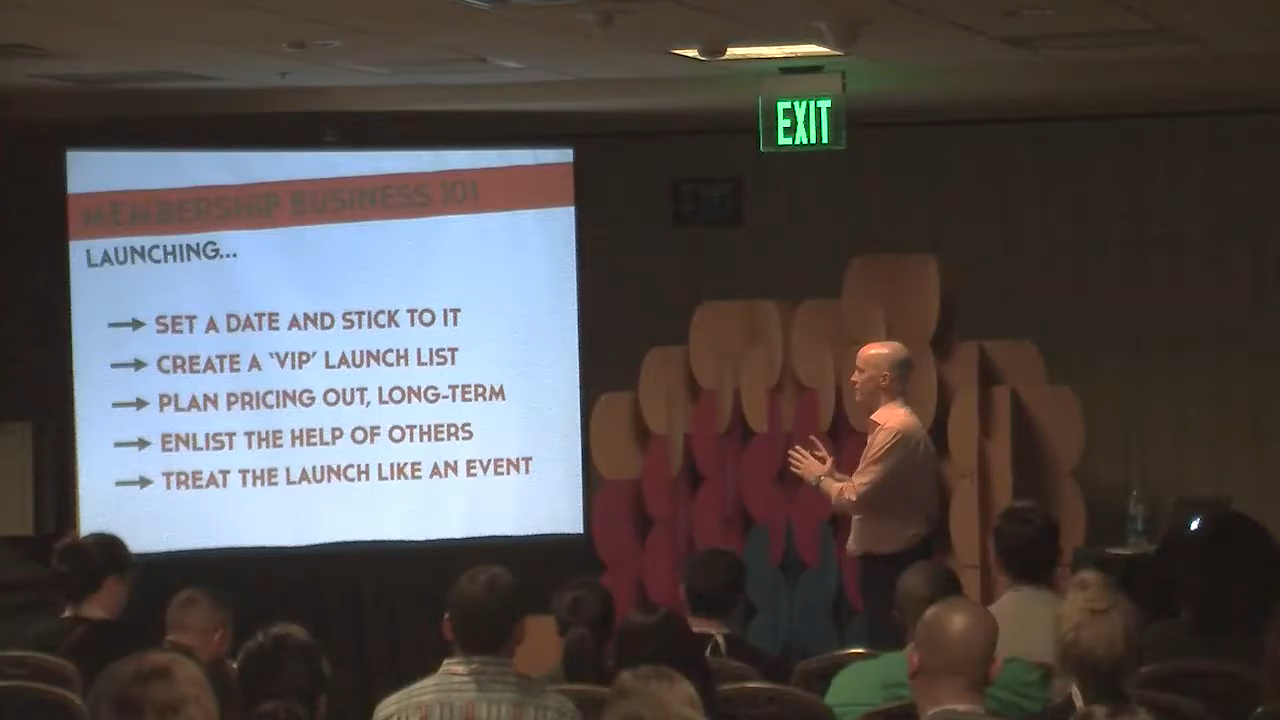 EXIT
MEMBERSHIP BUSINESS 101
LAUNCHING...
→ SET A DATE AND STICK TO IT
→ CREATE A 'VIP' LAUNCH LIST
→ PLAN PRICING OUT, LONG-TERM
→ ENLIST THE HELP OF OTHERS
→ TREAT THE LAUNCH LIKE AN EVENT